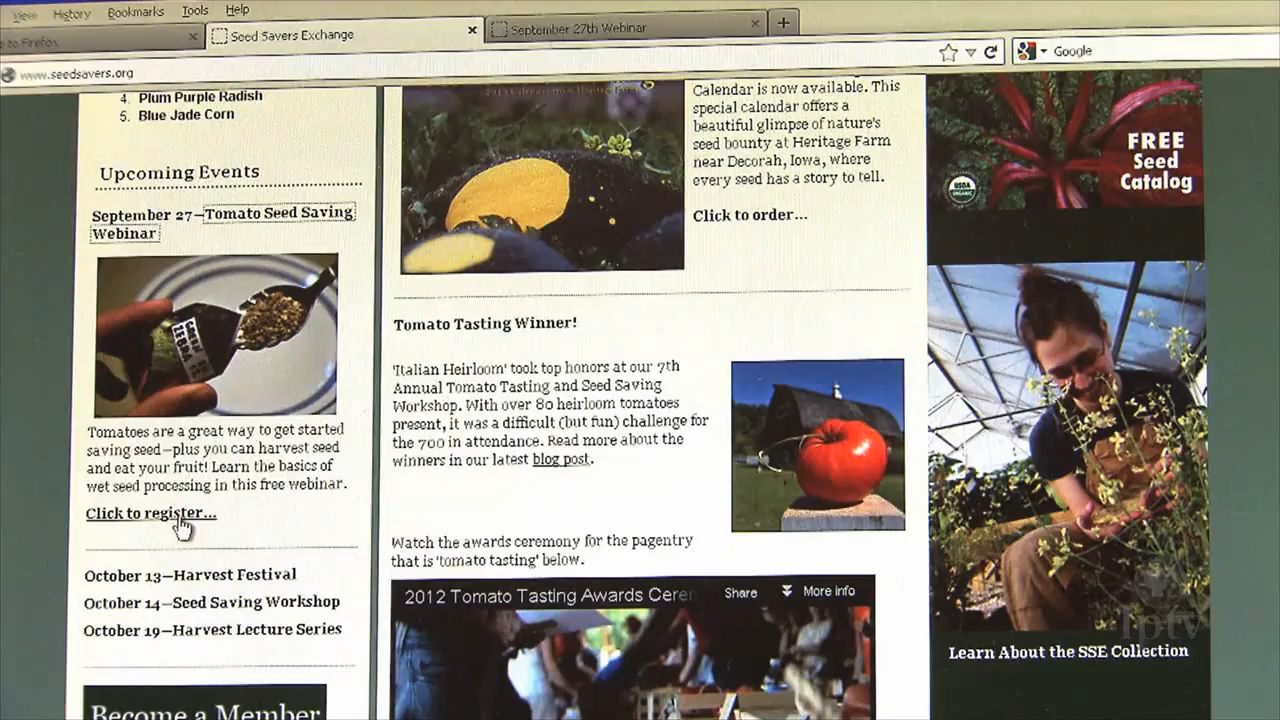 View History Bookmarks Tools Help
to Firefox
Seed Savers Exchange
September 27th Webinar
www.seedsavers.org
Google
4. Plum Purple Radish
5. Blue Jade Corn
Upcoming Events
September 27—Tomato Seed Saving
Webinar
Tomatoes are a great way to get started
saving seed—plus you can harvest seed
and eat your fruit! Learn the basics of
wet seed processing in this free webinar.
Click to register...
October 13—Harvest Festival
October 14—Seed Saving Workshop
October 19—Harvest Lecture Series
Become a Member
Calendar is now available. This
special calendar offers a
beautiful glimpse of nature's
seed bounty at Heritage Farm
near Decorah, Iowa, where
every seed has a story to tell.
Click to order...
Tomato Tasting Winner!
'Italian Heirloom' took top honors at our 7th
Annual Tomato Tasting and Seed Saving
Workshop. With over 80 heirloom tomatoes
present, it was a difficult (but fun) challenge for
the 700 in attendance. Read more about the
winners in our latest blog post.
Watch the awards ceremony for the pagentry
that is 'tomato tasting' below.
2012 Tomato Tasting Awards Cerem
Share
More info
FREE
Seed
Catalog
USDA
ORGANIC
Learn About the SSE Collection
iptv